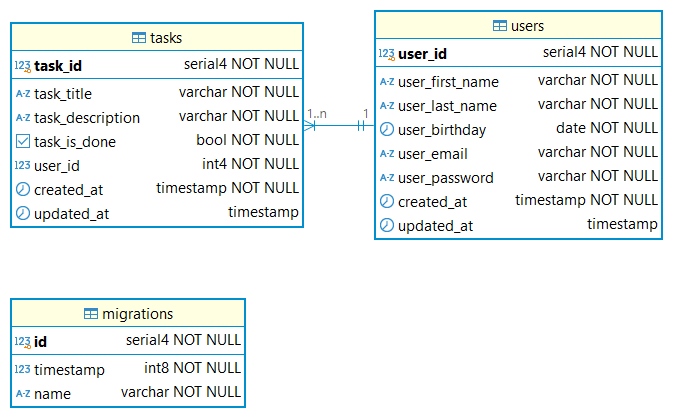 tasks
123 task_id serial4 NOT NULL
A-Z task_title varchar NOT NULL
A-Z task_description varchar NOT NULL
task_is_done bool NOT NULL
123 user_id int4 NOT NULL
created_at timestamp NOT NULL
updated_at timestamp
1..n 1
users
123 user_id serial4 NOT NULL
A-Z user_first_name varchar NOT NULL
A-Z user_last_name varchar NOT NULL
user_birthday date NOT NULL
A-Z user_email varchar NOT NULL
A-Z user_password varchar NOT NULL
created_at timestamp NOT NULL
updated_at timestamp
migrations
123 id serial4 NOT NULL
123 timestamp int8 NOT NULL
A-Z name varchar NOT NULL